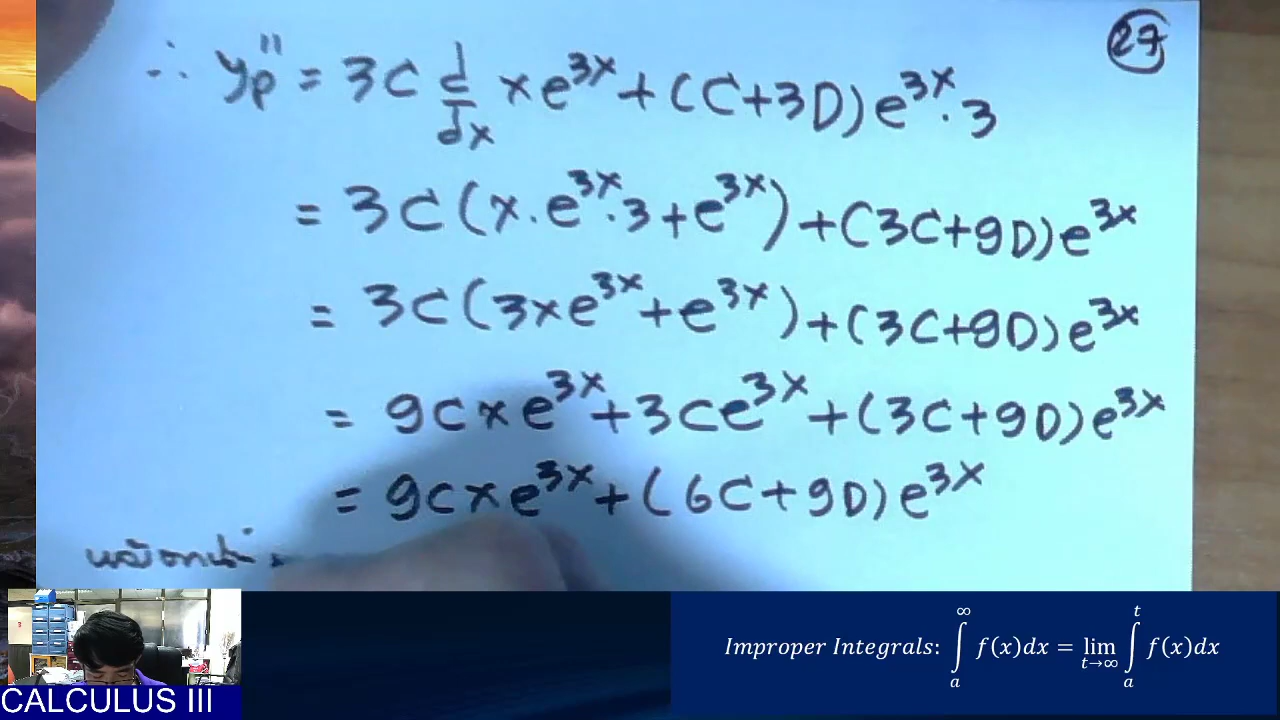 27
∴ yp'' = 3C d/dx xe^{3x} + (C+3D)e^{3x}·3
= 3C(x·e^{3x}·3 + e^{3x}) + (3C+9D)e^{3x}
= 3C(3xe^{3x} + e^{3x}) + (3C+9D)e^{3x}
= 9Cxe^{3x} + 3Ce^{3x} + (3C+9D)e^{3x}
= 9Cxe^{3x} + (6C+9D)e^{3x}
Improper Integrals: ∫_a^∞ f(x)dx = lim_{t→∞} ∫_a^t f(x)dx
CALCULUS III